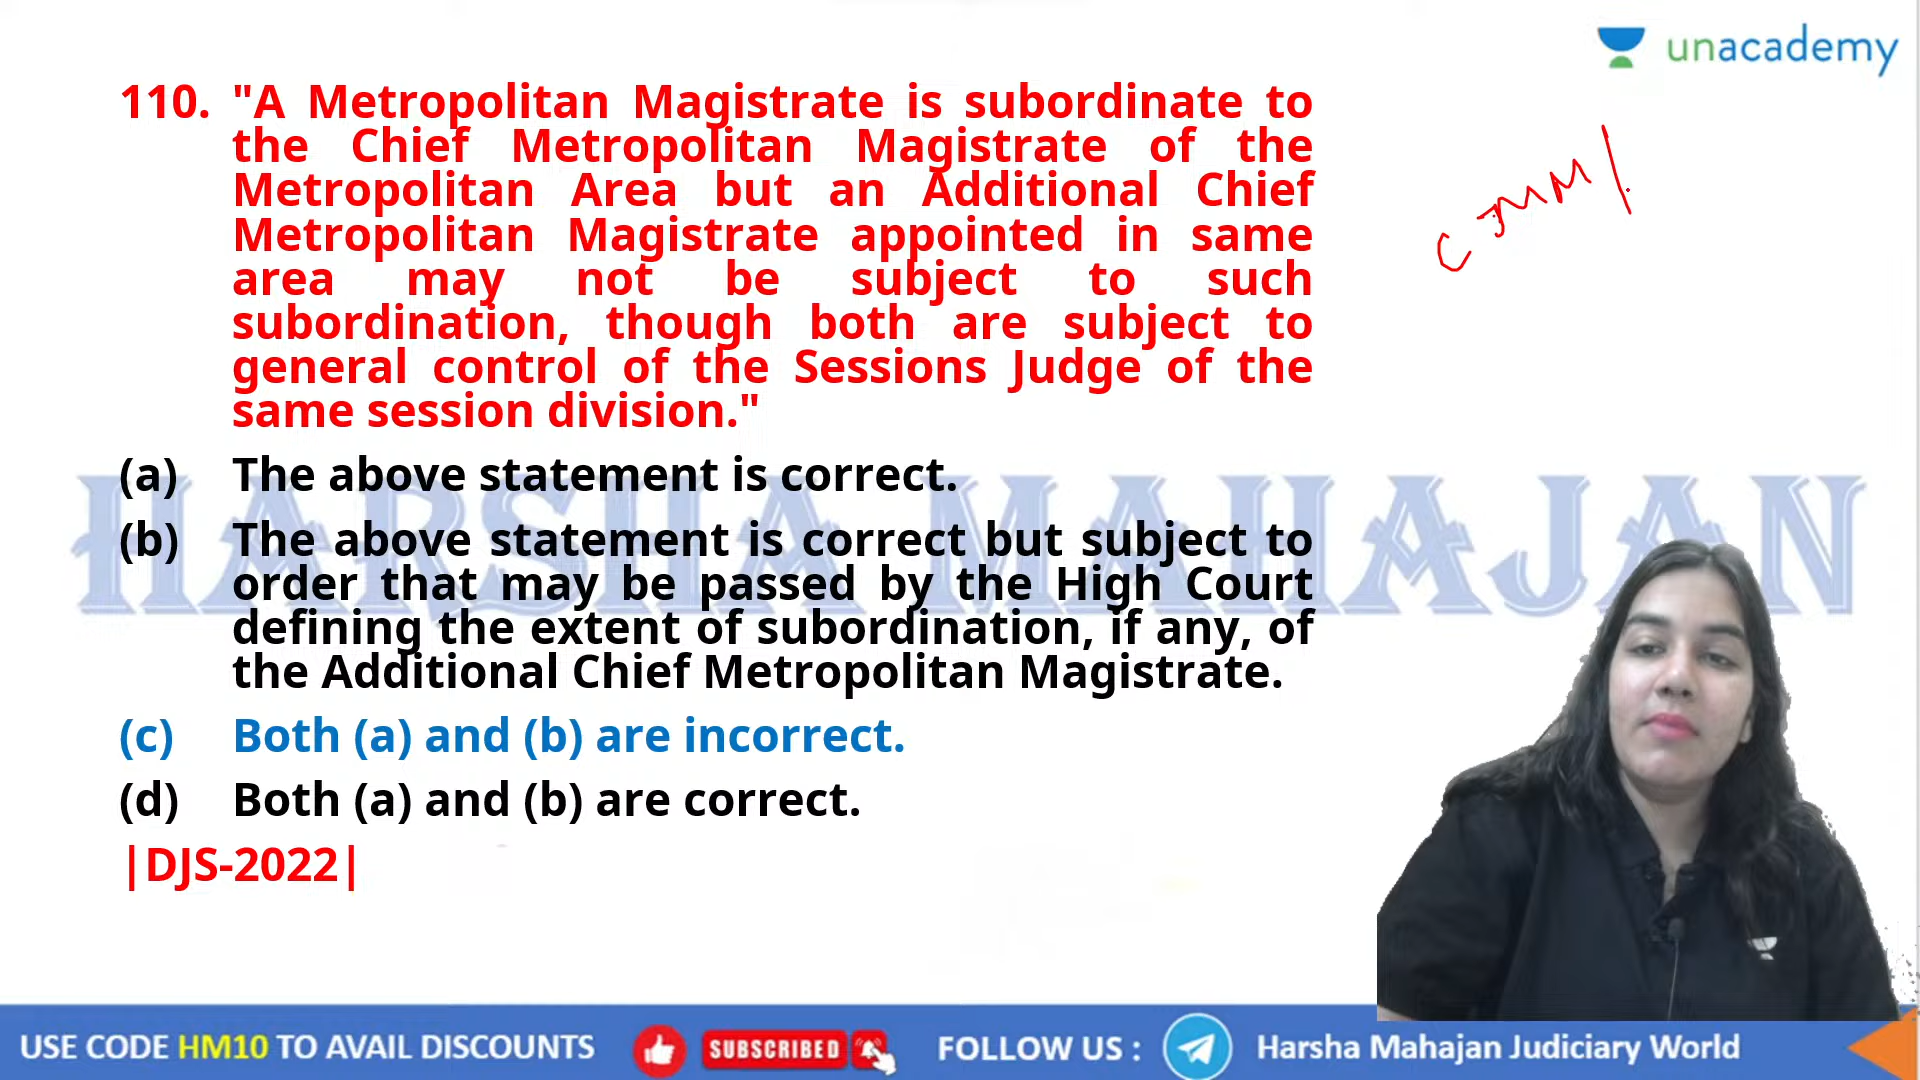 unacademy
110. "A Metropolitan Magistrate is subordinate to
the Chief Metropolitan Magistrate of the
Metropolitan Area but an Additional Chief
Metropolitan Magistrate appointed in same
area may not be subject to such
subordination, though both are subject to
general control of the Sessions Judge of the
same session division."
(a) The above statement is correct.
(b) The above statement is correct but subject to
order that may be passed by the High Court
defining the extent of subordination, if any, of
the Additional Chief Metropolitan Magistrate.
(c) Both (a) and (b) are incorrect.
(d) Both (a) and (b) are correct.
|DJS-2022|
HARSHA MAHAJAN
USE CODE HM10 TO AVAIL DISCOUNTS
SUBSCRIBED
FOLLOW US :
Harsha Mahajan Judiciary World